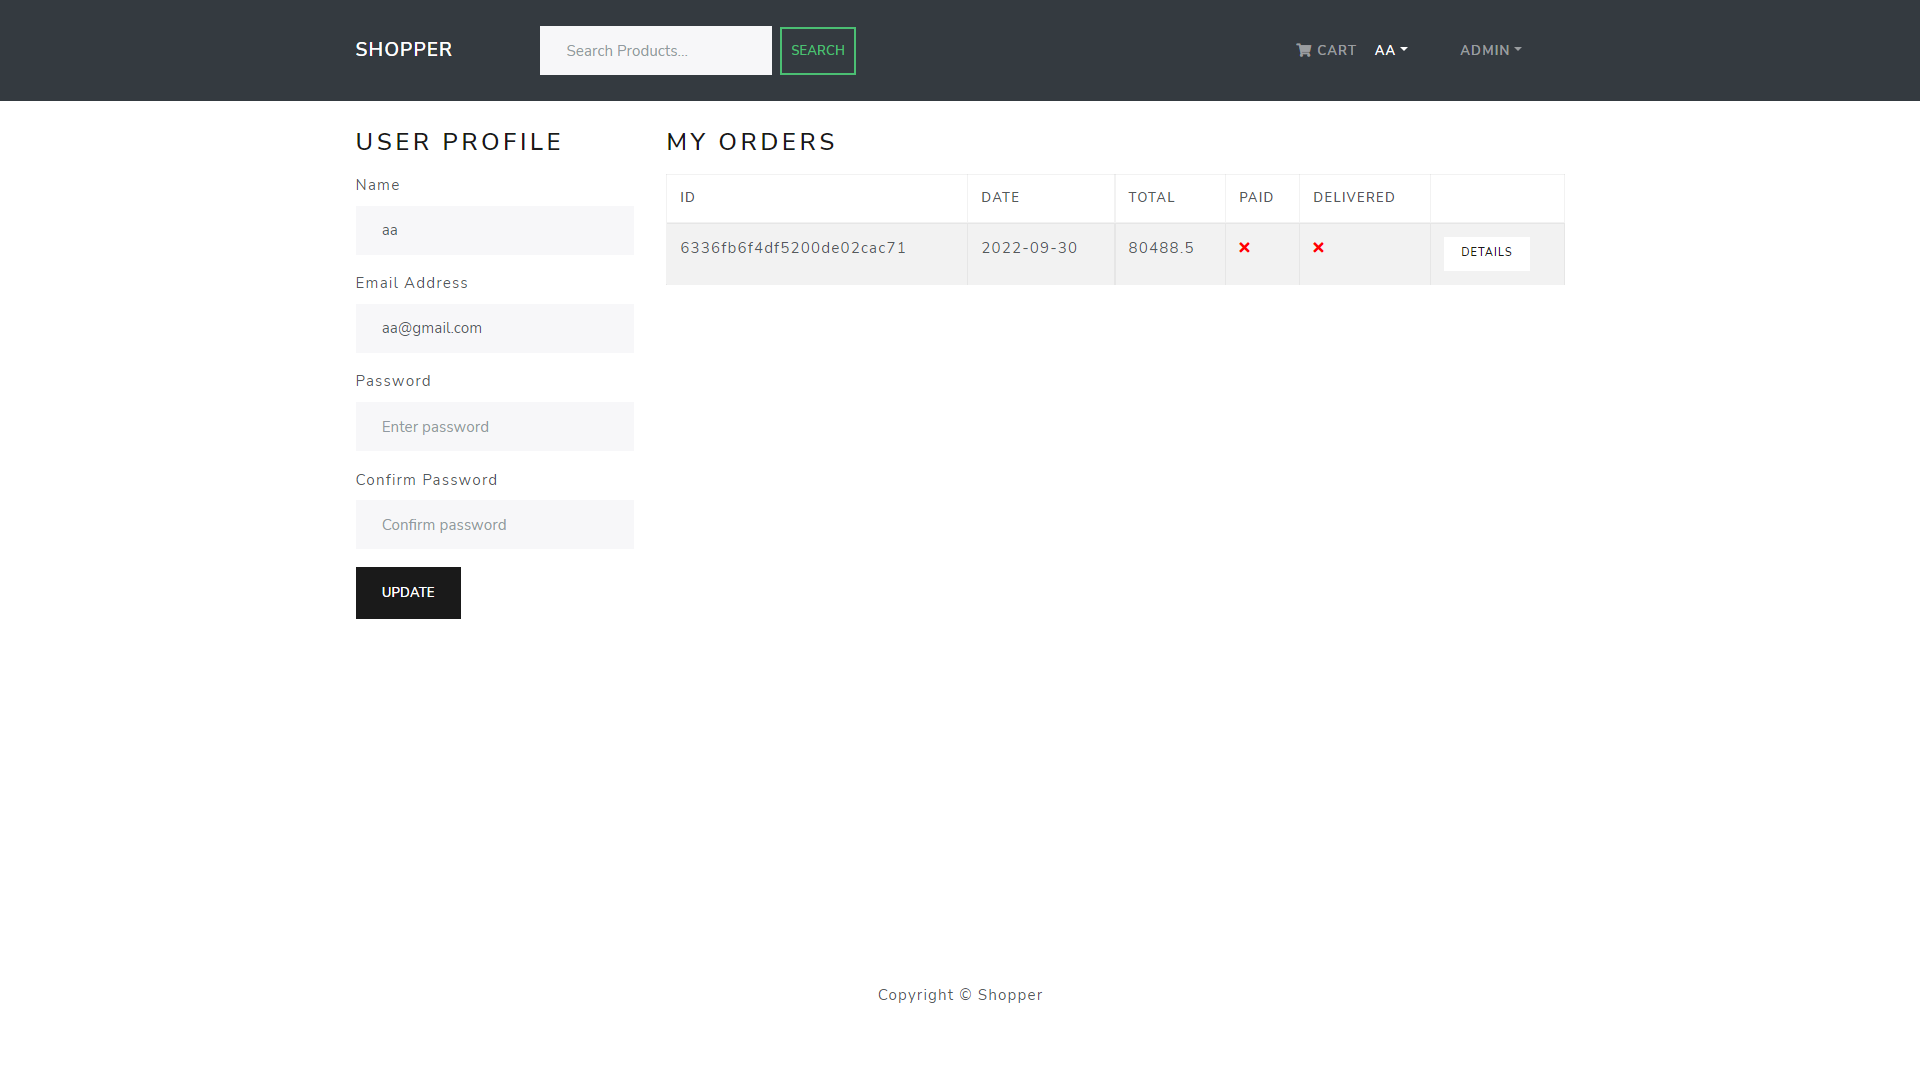 SHOPPER
Search Products...
SEARCH
CART
AA
ADMIN
USER PROFILE
Name
aa
Email Address
aa@gmail.com
Password
Enter password
Confirm Password
Confirm password
UPDATE
MY ORDERS
ID DATE TOTAL PAID DELIVERED
6336fb6f4df5200de02cac71 2022-09-30 80488.5 DETAILS
Copyright © Shopper